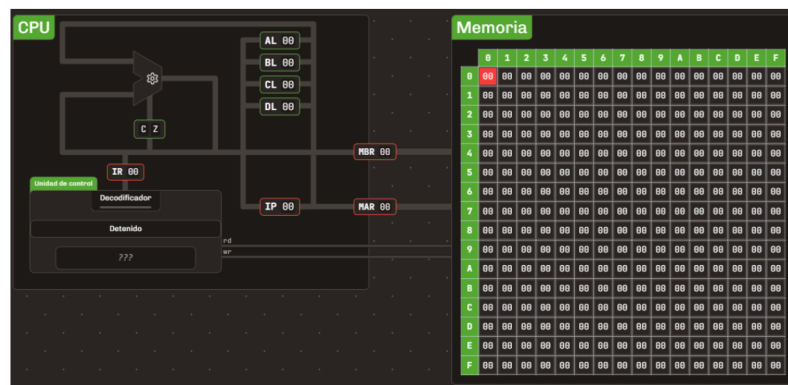 CPU
AL 00
BL 00
CL 00
DL 00
C Z
IR 00
Unidad de control
Decodificador
Detenido
???
IP 00
MBR 00
MAR 00
rd
wr
Memoria
0 1 2 3 4 5 6 7 8 9 A B C D E F
0 00 00 00 00 00 00 00 00 00 00 00 00 00 00 00 00
1 00 00 00 00 00 00 00 00 00 00 00 00 00 00 00 00
2 00 00 00 00 00 00 00 00 00 00 00 00 00 00 00 00
3 00 00 00 00 00 00 00 00 00 00 00 00 00 00 00 00
4 00 00 00 00 00 00 00 00 00 00 00 00 00 00 00 00
5 00 00 00 00 00 00 00 00 00 00 00 00 00 00 00 00
6 00 00 00 00 00 00 00 00 00 00 00 00 00 00 00 00
7 00 00 00 00 00 00 00 00 00 00 00 00 00 00 00 00
8 00 00 00 00 00 00 00 00 00 00 00 00 00 00 00 00
9 00 00 00 00 00 00 00 00 00 00 00 00 00 00 00 00
A 00 00 00 00 00 00 00 00 00 00 00 00 00 00 00 00
B 00 00 00 00 00 00 00 00 00 00 00 00 00 00 00 00
C 00 00 00 00 00 00 00 00 00 00 00 00 00 00 00 00
D 00 00 00 00 00 00 00 00 00 00 00 00 00 00 00 00
E 00 00 00 00 00 00 00 00 00 00 00 00 00 00 00 00
F 00 00 00 00 00 00 00 00 00 00 00 00 00 00 00 00